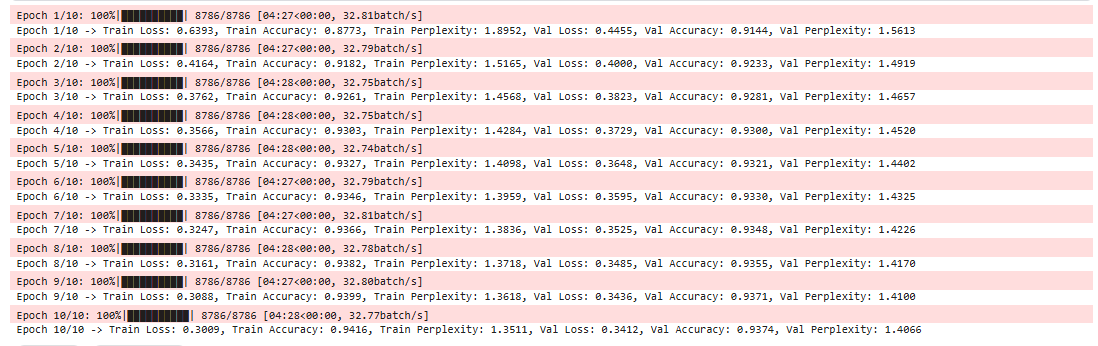 Epoch 1/10: 100%|██████████| 8786/8786 [04:27<00:00, 32.81batch/s]
Epoch 1/10 -> Train Loss: 0.6393, Train Accuracy: 0.8773, Train Perplexity: 1.8952, Val Loss: 0.4455, Val Accuracy: 0.9144, Val Perplexity: 1.5613
Epoch 2/10: 100%|██████████| 8786/8786 [04:27<00:00, 32.79batch/s]
Epoch 2/10 -> Train Loss: 0.4164, Train Accuracy: 0.9182, Train Perplexity: 1.5165, Val Loss: 0.4000, Val Accuracy: 0.9233, Val Perplexity: 1.4919
Epoch 3/10: 100%|██████████| 8786/8786 [04:28<00:00, 32.75batch/s]
Epoch 3/10 -> Train Loss: 0.3762, Train Accuracy: 0.9261, Train Perplexity: 1.4568, Val Loss: 0.3823, Val Accuracy: 0.9281, Val Perplexity: 1.4657
Epoch 4/10: 100%|██████████| 8786/8786 [04:28<00:00, 32.75batch/s]
Epoch 4/10 -> Train Loss: 0.3566, Train Accuracy: 0.9303, Train Perplexity: 1.4284, Val Loss: 0.3729, Val Accuracy: 0.9300, Val Perplexity: 1.4520
Epoch 5/10: 100%|██████████| 8786/8786 [04:28<00:00, 32.74batch/s]
Epoch 5/10 -> Train Loss: 0.3435, Train Accuracy: 0.9327, Train Perplexity: 1.4098, Val Loss: 0.3648, Val Accuracy: 0.9321, Val Perplexity: 1.4402
Epoch 6/10: 100%|██████████| 8786/8786 [04:27<00:00, 32.79batch/s]
Epoch 6/10 -> Train Loss: 0.3335, Train Accuracy: 0.9346, Train Perplexity: 1.3959, Val Loss: 0.3595, Val Accuracy: 0.9330, Val Perplexity: 1.4325
Epoch 7/10: 100%|██████████| 8786/8786 [04:27<00:00, 32.81batch/s]
Epoch 7/10 -> Train Loss: 0.3247, Train Accuracy: 0.9366, Train Perplexity: 1.3836, Val Loss: 0.3525, Val Accuracy: 0.9348, Val Perplexity: 1.4226
Epoch 8/10: 100%|██████████| 8786/8786 [04:28<00:00, 32.78batch/s]
Epoch 8/10 -> Train Loss: 0.3161, Train Accuracy: 0.9382, Train Perplexity: 1.3718, Val Loss: 0.3485, Val Accuracy: 0.9355, Val Perplexity: 1.4170
Epoch 9/10: 100%|██████████| 8786/8786 [04:27<00:00, 32.80batch/s]
Epoch 9/10 -> Train Loss: 0.3088, Train Accuracy: 0.9399, Train Perplexity: 1.3618, Val Loss: 0.3436, Val Accuracy: 0.9371, Val Perplexity: 1.4100
Epoch 10/10: 100%|██████████| 8786/8786 [04:28<00:00, 32.77batch/s]
Epoch 10/10 -> Train Loss: 0.3009, Train Accuracy: 0.9416, Train Perplexity: 1.3511, Val Loss: 0.3412, Val Accuracy: 0.9374, Val Perplexity: 1.4066